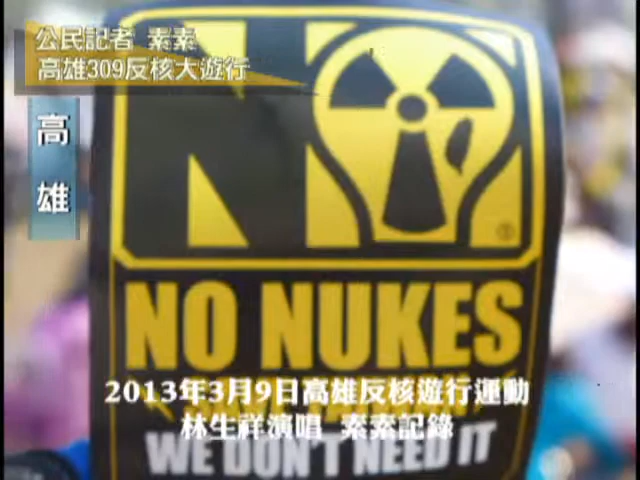 公民記者 素素
高雄309反核大遊行
高雄
NO
NO NUKES
2013年3月9日高雄反核遊行運動
林生祥演唱 素素記錄
WE DON'T NEED IT